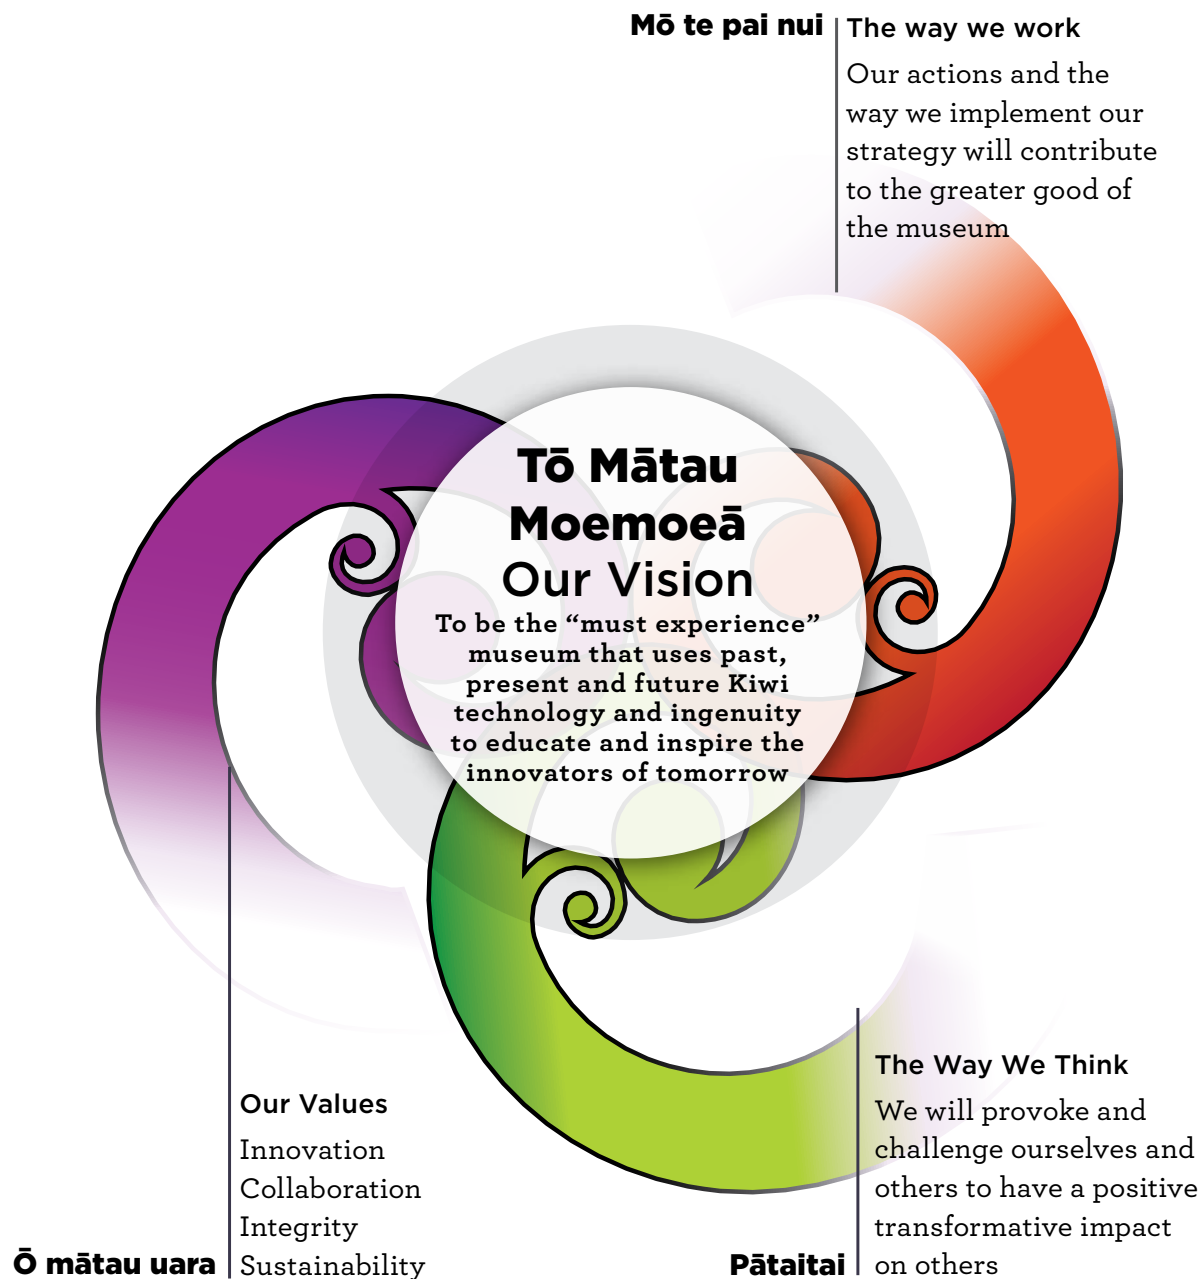 Mō te pai nui
The way we work
Our actions and the
way we implement our
strategy will contribute
to the greater good of
the museum
Tō Mātau
Moemoeā
Our Vision
To be the “must experience”
museum that uses past,
present and future Kiwi
technology and ingenuity
to educate and inspire the
innovators of tomorrow
Ō mātau uara
Our Values
Innovation
Collaboration
Integrity
Sustainability
Pātaitai
The Way We Think
We will provoke and
challenge ourselves and
others to have a positive
transformative impact
on others